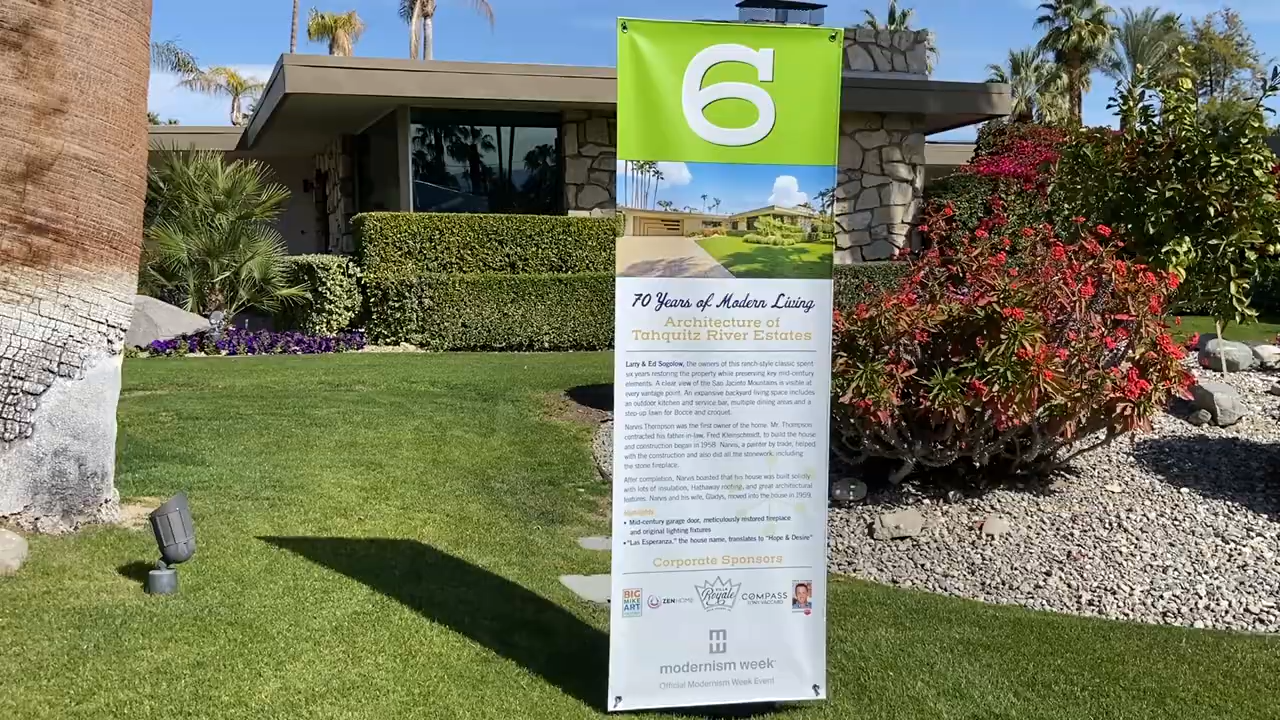 6
70 Years of Modern Living
Architecture of
Tahquitz River Estates
Larry & Ed Sogolow, the owners of this ranch-style classic spent
six years restoring the property while preserving key mid-century
elements. A clear view of the San Jacinto Mountains is visible at
every vantage point. An expansive backyard living space includes
an outdoor kitchen and service bar, multiple dining areas and a
step-up lawn for Bocce and croquet.
Narvis Thompson was the first owner of the home. Mr. Thompson
contracted his father-in-law, Fred Kleinschmidt, to build the house
and construction began in 1958. Narvis, a painter by trade, helped
with the construction and also did all the stonework, including
the stone fireplace.
After completion, Narvis boasted that his house was built solidly
with lots of insulation, Hathaway roofing, and great architectural
features. Narvis and his wife, Gladys, moved into the house in 1959.
Highlights
• Mid-century garage door, meticulously restored fireplace
and original lighting fixtures
• "Las Esperanza," the house name, translates to "Hope & Desire"
Corporate Sponsors
BIG
MIKE
ART
ZENHOME
VILLA
Royale
COMPASS
TONY VACCARO
modernism week
Official Modernism Week Event